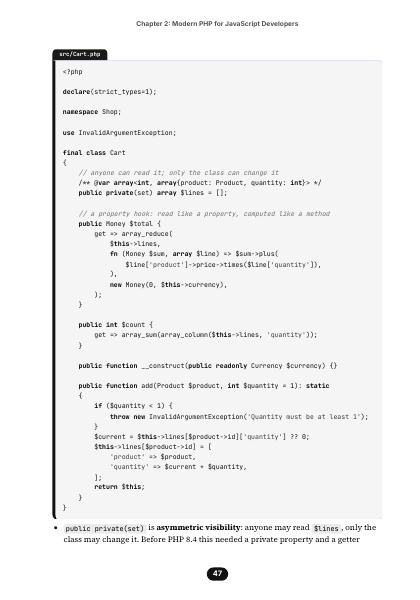 Chapter 2: Modern PHP for JavaScript Developers
src/Cart.php
<?php
declare(strict_types=1);
namespace Shop;
use InvalidArgumentException;
final class Cart
{
    // anyone can read it; only the class can change it
    /** @var array<int, array{product: Product, quantity: int}> */
    public private(set) array $lines = [];
    // a property hook: read like a property, computed like a method
    public Money $total {
        get => array_reduce(
            $this->lines,
            fn (Money $sum, array $line) => $sum->plus(
                $line['product']->price->times($line['quantity']),
            ),
            new Money(0, $this->currency),
        );
    }
    public int $count {
        get => array_sum(array_column($this->lines, 'quantity'));
    }
    public function __construct(public readonly Currency $currency) {}
    public function add(Product $product, int $quantity = 1): static
    {
        if ($quantity < 1) {
            throw new InvalidArgumentException('Quantity must be at least 1');
        }
        $current = $this->lines[$product->id]['quantity'] ?? 0;
        $this->lines[$product->id] = [
            'product' => $product,
            'quantity' => $current + $quantity,
        ];
        return $this;
    }
}
• public private(set) is asymmetric visibility: anyone may read $lines, only the
class may change it. Before PHP 8.4 this needed a private property and a getter
47